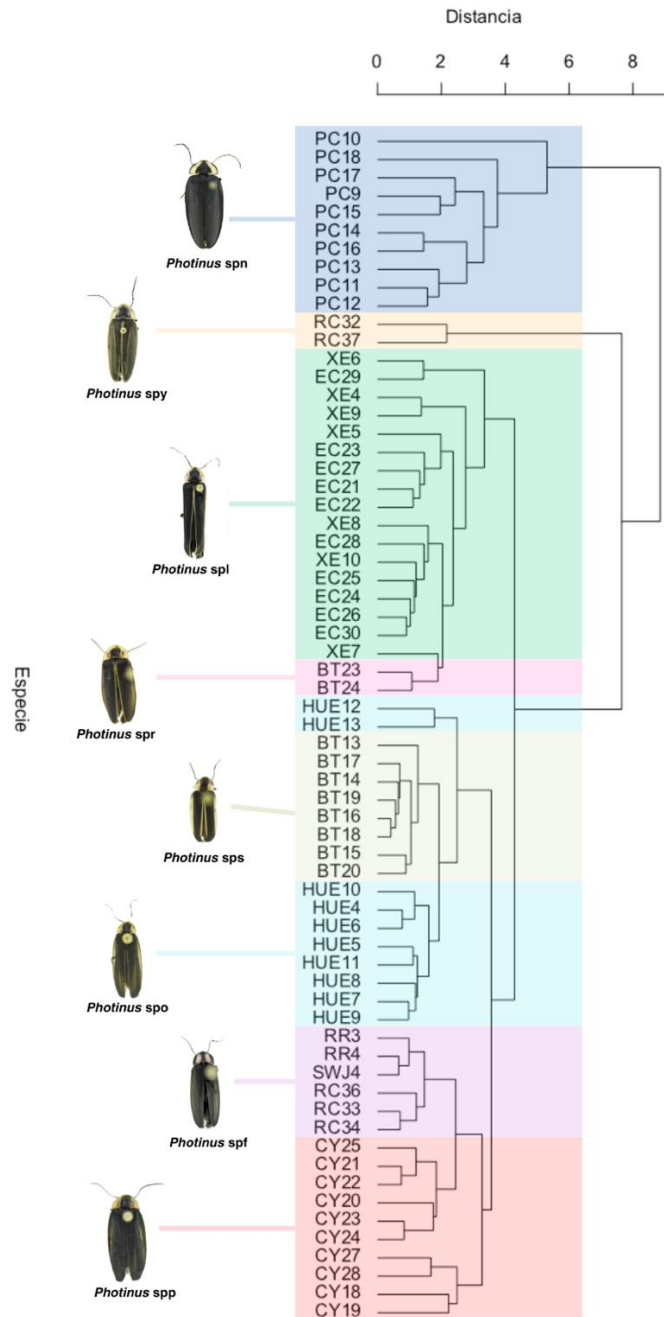 Distancia
0 2 4 6 8
PC10
PC18
PC17
PC9
PC15
PC14
PC16
PC13
PC11
PC12
Photinus spn
RC32
RC37
Photinus spy
XE6
EC29
XE4
XE9
XE5
EC23
EC27
EC21
EC22
XE8
EC28
XE10
EC25
EC24
EC26
EC30
XE7
Photinus spl
BT23
BT24
Photinus spr
HUE12
HUE13
BT13
BT17
BT14
BT19
BT16
BT18
BT15
BT20
Photinus sps
HUE10
HUE4
HUE6
HUE5
HUE11
HUE8
HUE7
HUE9
Photinus spo
RR3
RR4
SWJ4
RC36
RC33
RC34
Photinus spf
CY25
CY21
CY22
CY20
CY23
CY24
CY27
CY28
CY18
CY19
Photinus spp
Especie